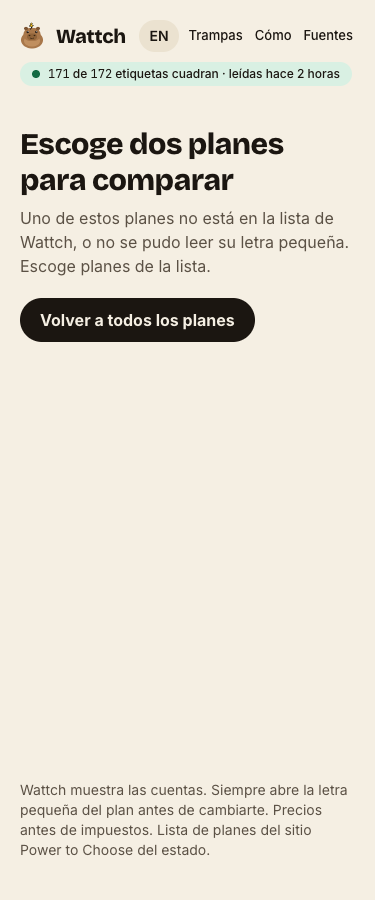 Wattch
EN
Trampas
Cómo
Fuentes
171 de 172 etiquetas cuadran · leídas hace 2 horas
Escoge dos planes
para comparar
Uno de estos planes no está en la lista de
Wattch, o no se pudo leer su letra pequeña.
Escoge planes de la lista.
Volver a todos los planes
Wattch muestra las cuentas. Siempre abre la letra
pequeña del plan antes de cambiarte. Precios
antes de impuestos. Lista de planes del sitio
Power to Choose del estado.